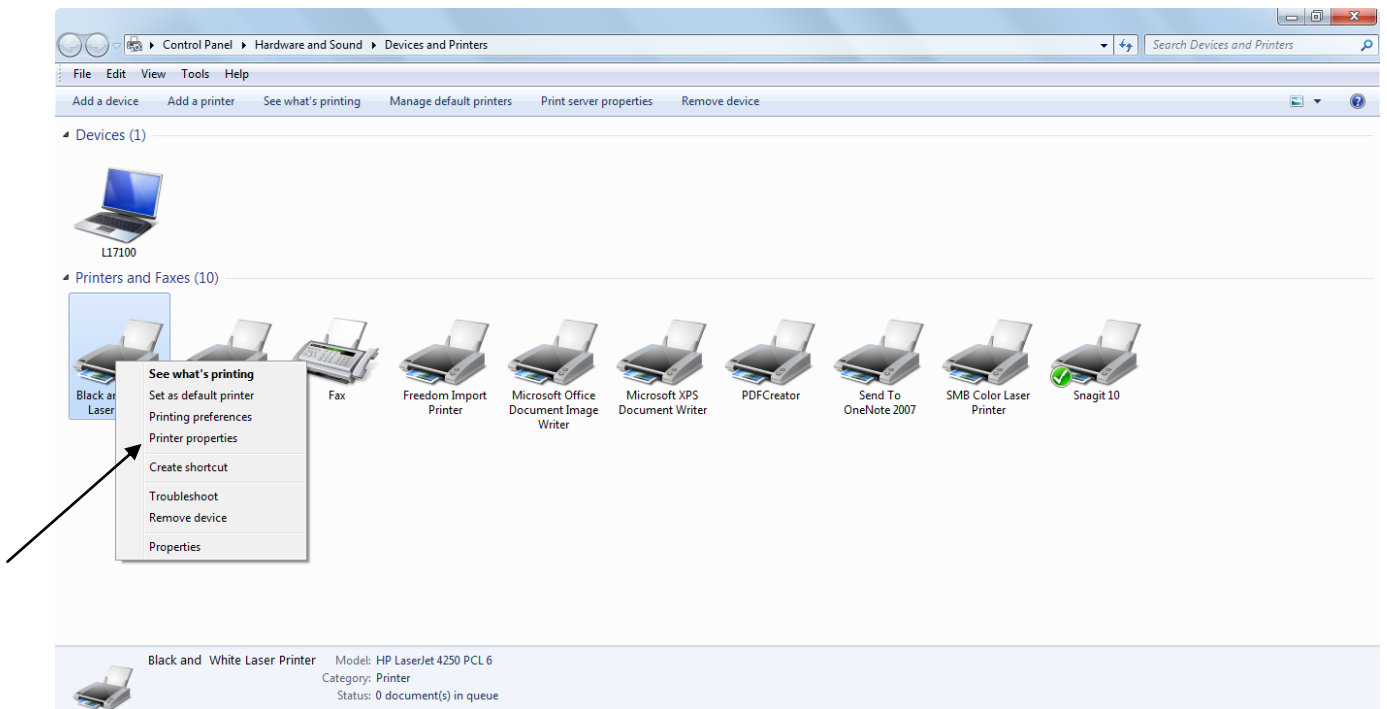 Control Panel Hardware and Sound Devices and Printers
Search Devices and Printers
File Edit View Tools Help
Add a device Add a printer See what's printing Manage default printers Print server properties Remove device
Devices (1)
L17100
Printers and Faxes (10)
Black
Laser
Fax
Freedom Import
Printer
Microsoft Office
Document Image
Writer
Microsoft XPS
Document Writer
PDFCreator
Send To
OneNote 2007
SMB Color Laser
Printer
Snagit 10
See what's printing
Set as default printer
Printing preferences
Printer properties
Create shortcut
Troubleshoot
Remove device
Properties
Black and White Laser Printer Model: HP LaserJet 4250 PCL 6
Category: Printer
Status: 0 document(s) in queue